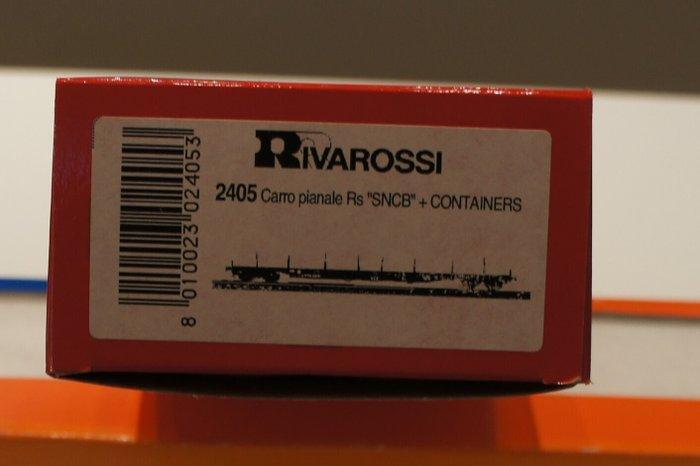 RIVAROSSI
2405 Carro pianale Rs "SNCB" + CONTAINERS
8 010023 024053